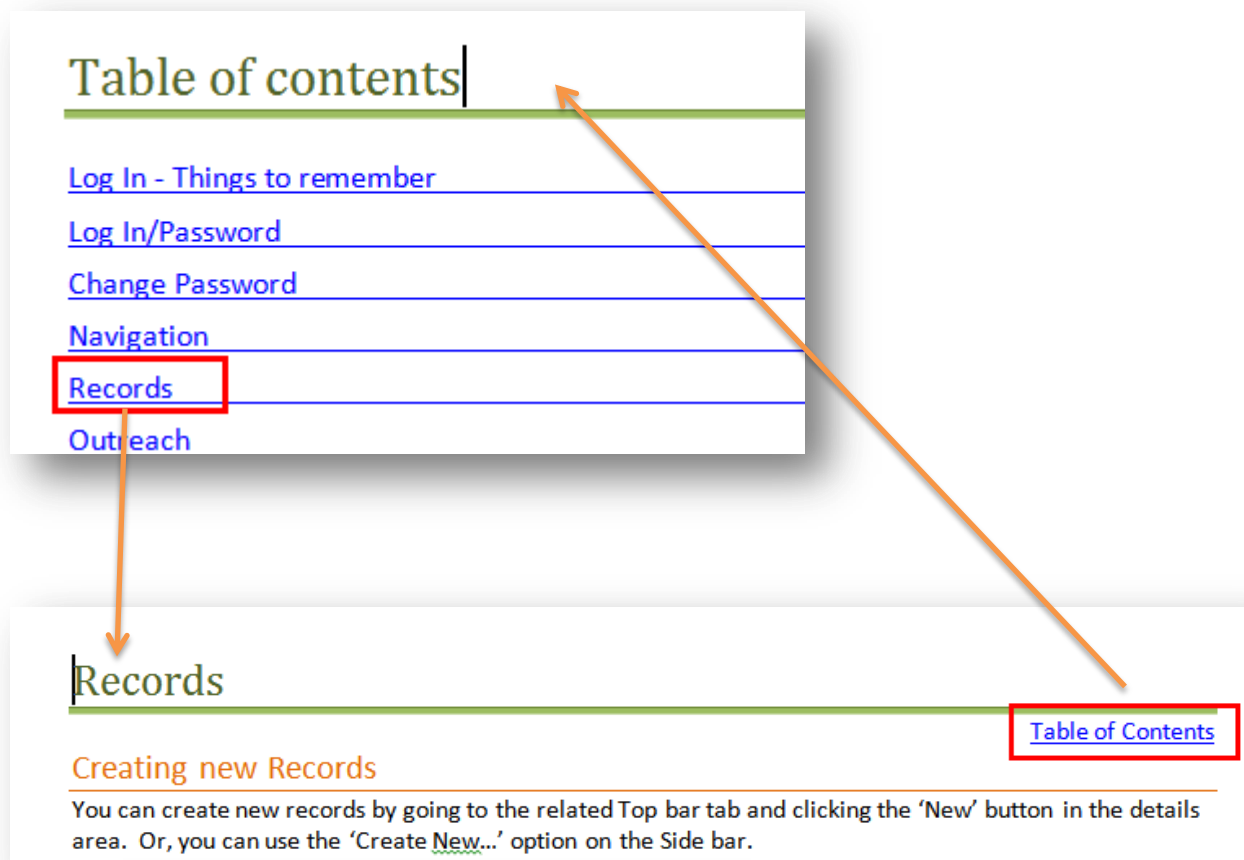 Table of contents
Log In - Things to remember
Log In/Password
Change Password
Navigation
Records
Outreach
Records
Table of Contents
Creating new Records
You can create new records by going to the related Top bar tab and clicking the ‘New’ button in the details
area.  Or, you can use the ‘Create New…’ option on the Side bar.